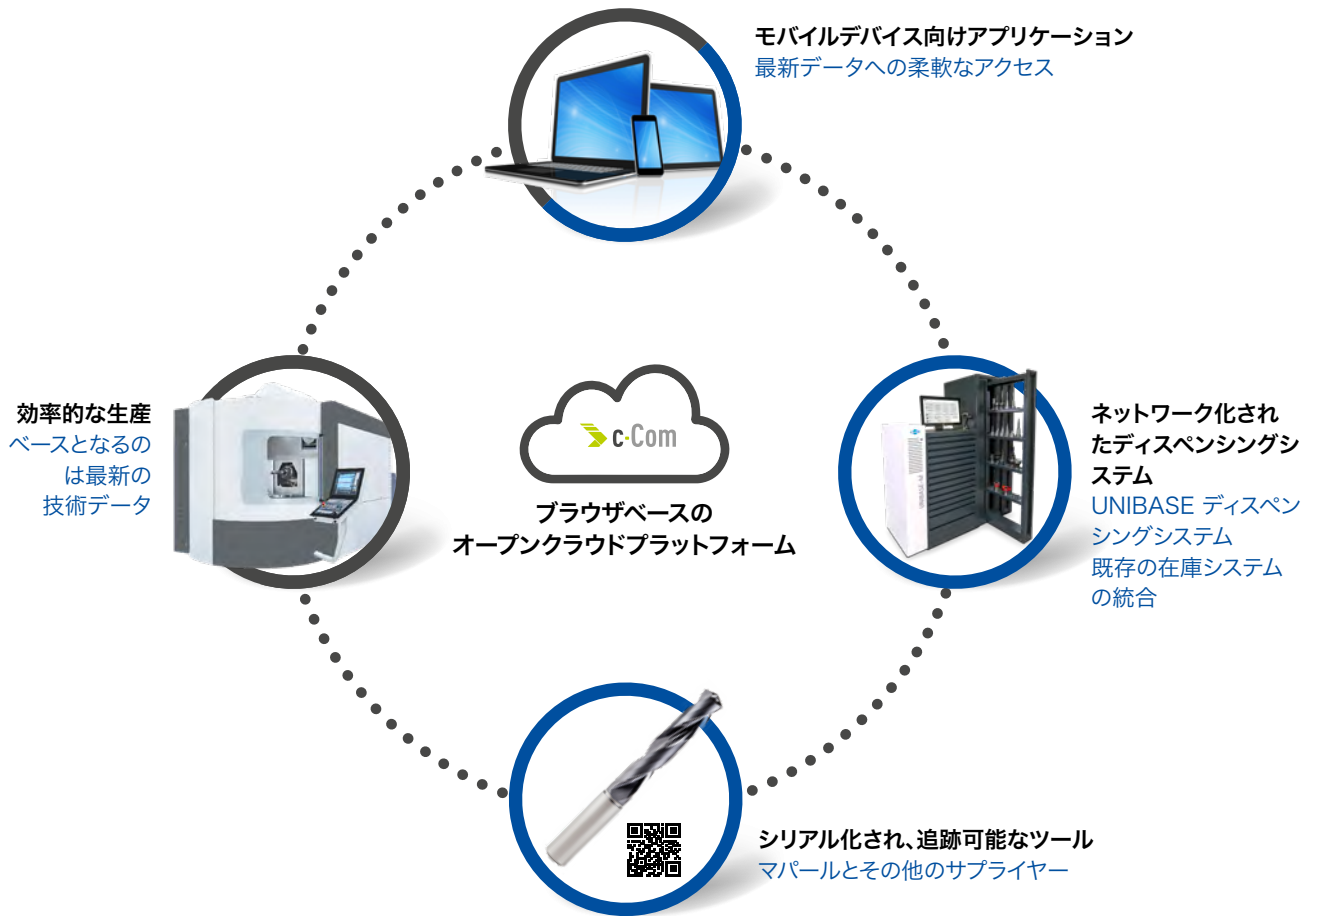 モバイルデバイス向けアプリケーション
最新データへの柔軟なアクセス
効率的な生産
ベースとなるの
は最新の
技術データ
c-Com
ブラウザベースの
オープンクラウドプラットフォーム
ネットワーク化され
たディスペンシングシ
ステム
UNIBASE ディスペン
シングシステム
既存の在庫システム
の統合
シリアル化され、追跡可能なツール
マパールとその他のサプライヤー